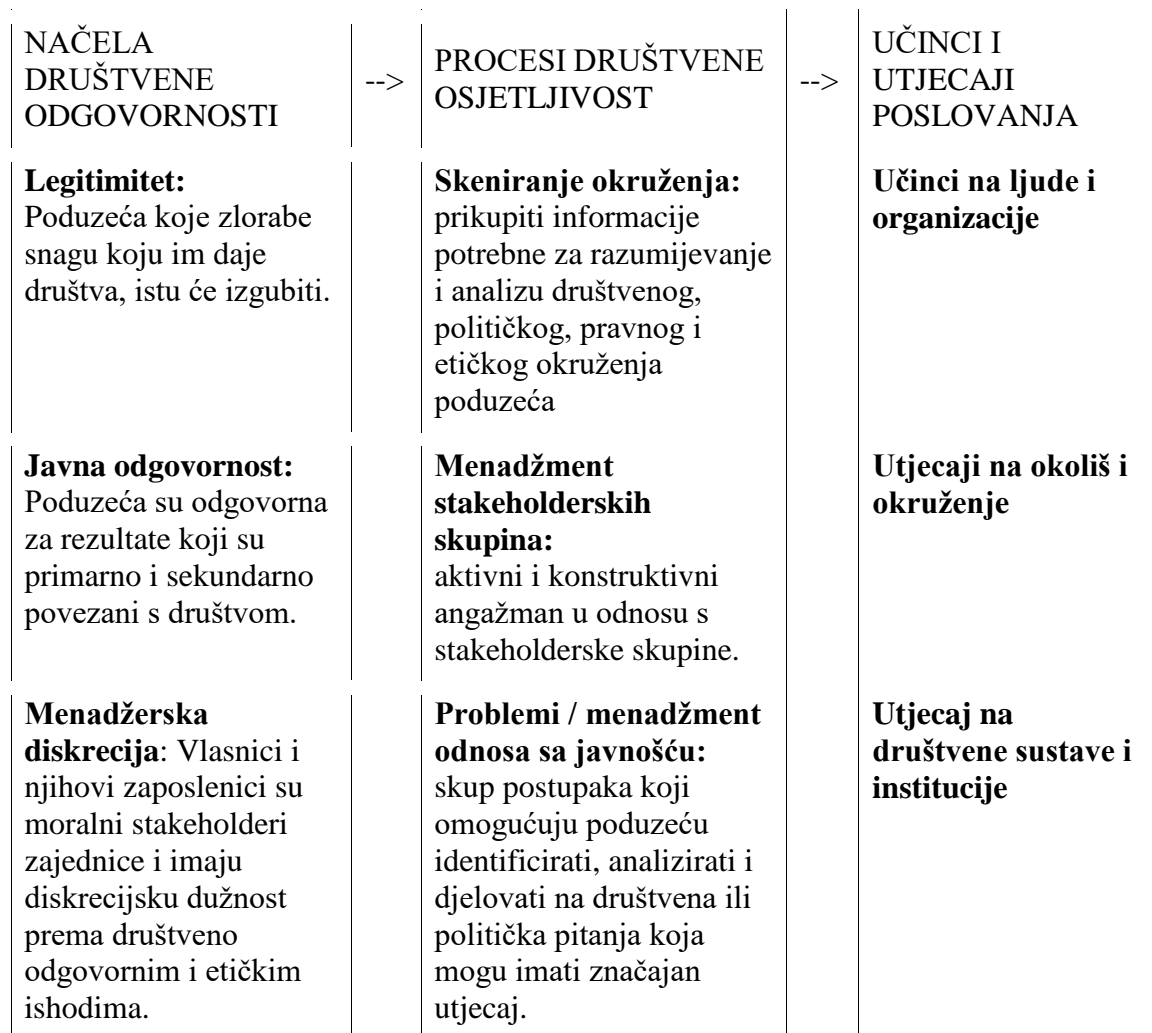 NAČELA
DRUŠTVENE
ODGOVORNOSTI
-->
PROCESI DRUŠTVENE
OSJETLJIVOST
-->
UČINCI I
UTJECAJI
POSLOVANJA
Legitimitet:
Poduzeća koje zlorabe
snagu koju im daje
društva, istu će izgubiti.
Skeniranje okruženja:
prikupiti informacije
potrebne za razumijevanje
i analizu društvenog,
političkog, pravnog i
etičkog okruženja
poduzeća
Učinci na ljude i
organizacije
Javna odgovornost:
Poduzeća su odgovorna
za rezultate koji su
primarno i sekundarno
povezani s društvom.
Menadžment
stakeholderskih
skupina:
aktivni i konstruktivni
angažman u odnosu s
stakeholderske skupine.
Utjecaji na okoliš i
okruženje
Menadžerska
diskrecija: Vlasnici i
njihovi zaposlenici su
moralni stakeholderi
zajednice i imaju
diskrecijsku dužnost
prema društveno
odgovornim i etičkim
ishodima.
Problemi / menadžment
odnosa sa javnošću:
skup postupaka koji
omogućuju poduzeću
identificirati, analizirati i
djelovati na društvena ili
politička pitanja koja
mogu imati značajan
utjecaj.
Utjecaj na
društvene sustave i
institucije